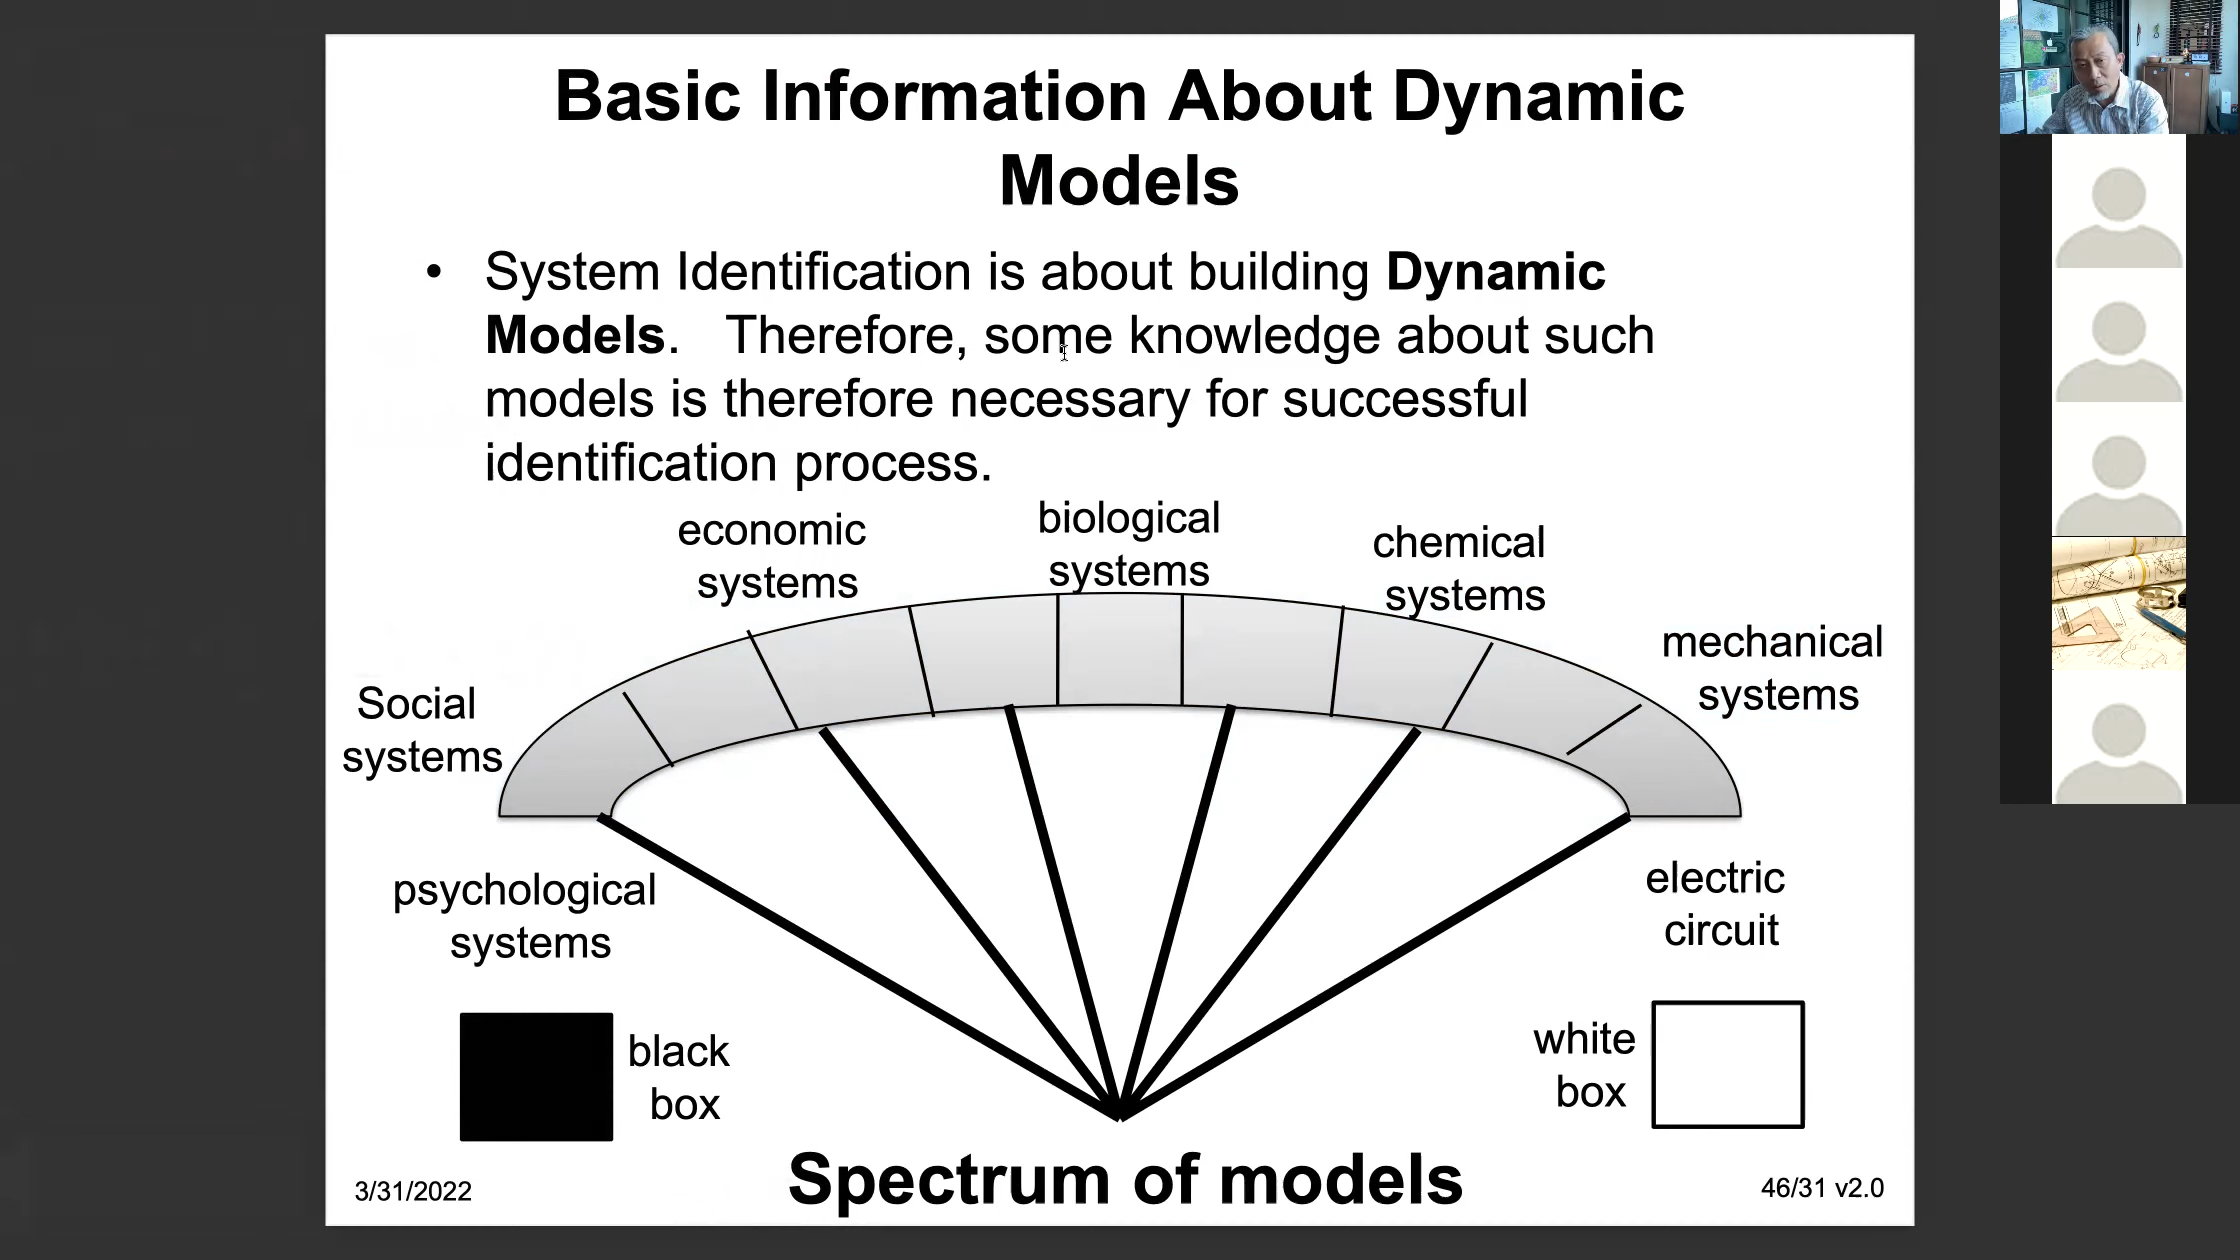 Basic Information About Dynamic
Models
• System Identification is about building Dynamic
Models. Therefore, some knowledge about such
models is therefore necessary for successful
identification process.
economic
systems
biological
systems
chemical
systems
mechanical
systems
Social
systems
psychological
systems
electric
circuit
black
box
white
box
Spectrum of models
3/31/2022
46/31 v2.0